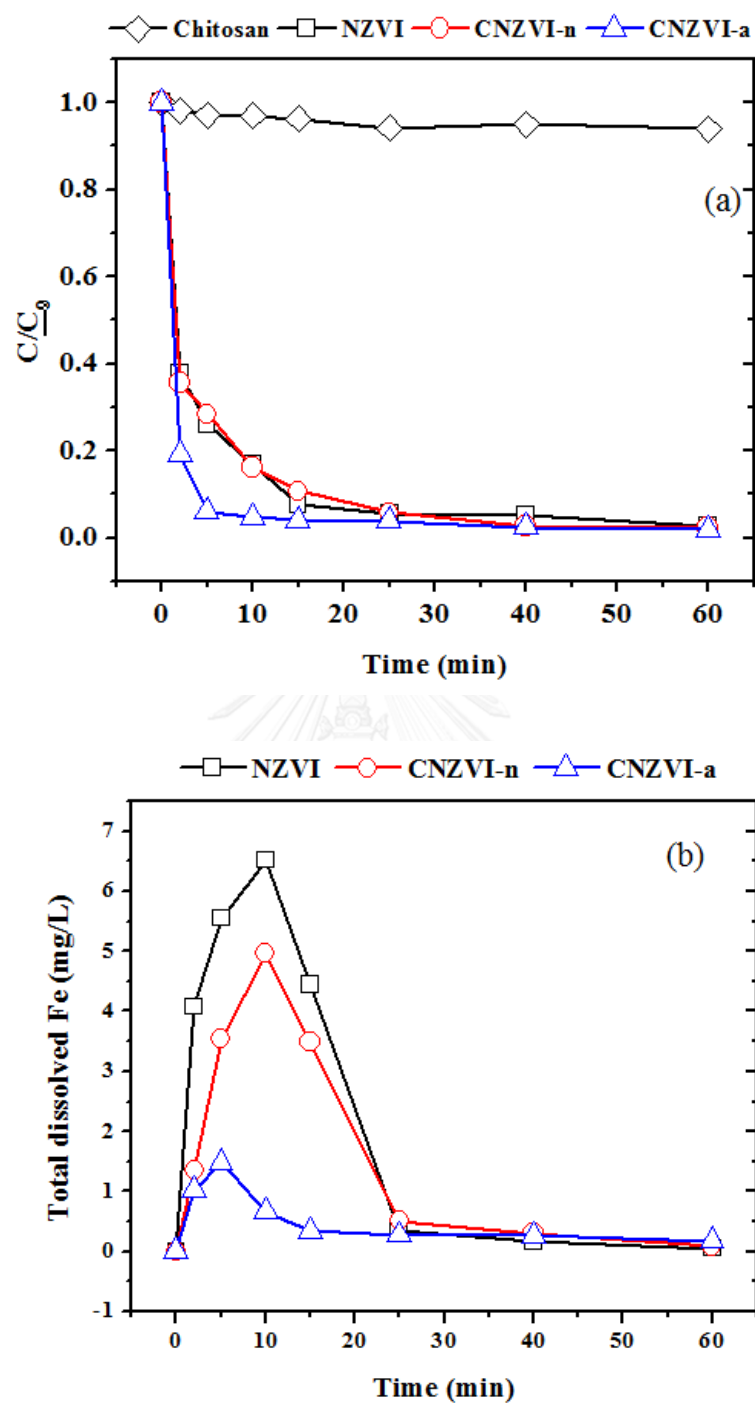 Chitosan NZVI CNZVI-n CNZVI-a
1.0
0.8
0.6
0.4
0.2
0.0
C/C₀
(a)
0 10 20 30 40 50 60
Time (min)
NZVI CNZVI-n CNZVI-a
7
6
5
4
3
2
1
0
-1
Total dissolved Fe (mg/L)
(b)
0 10 20 30 40 50 60
Time (min)